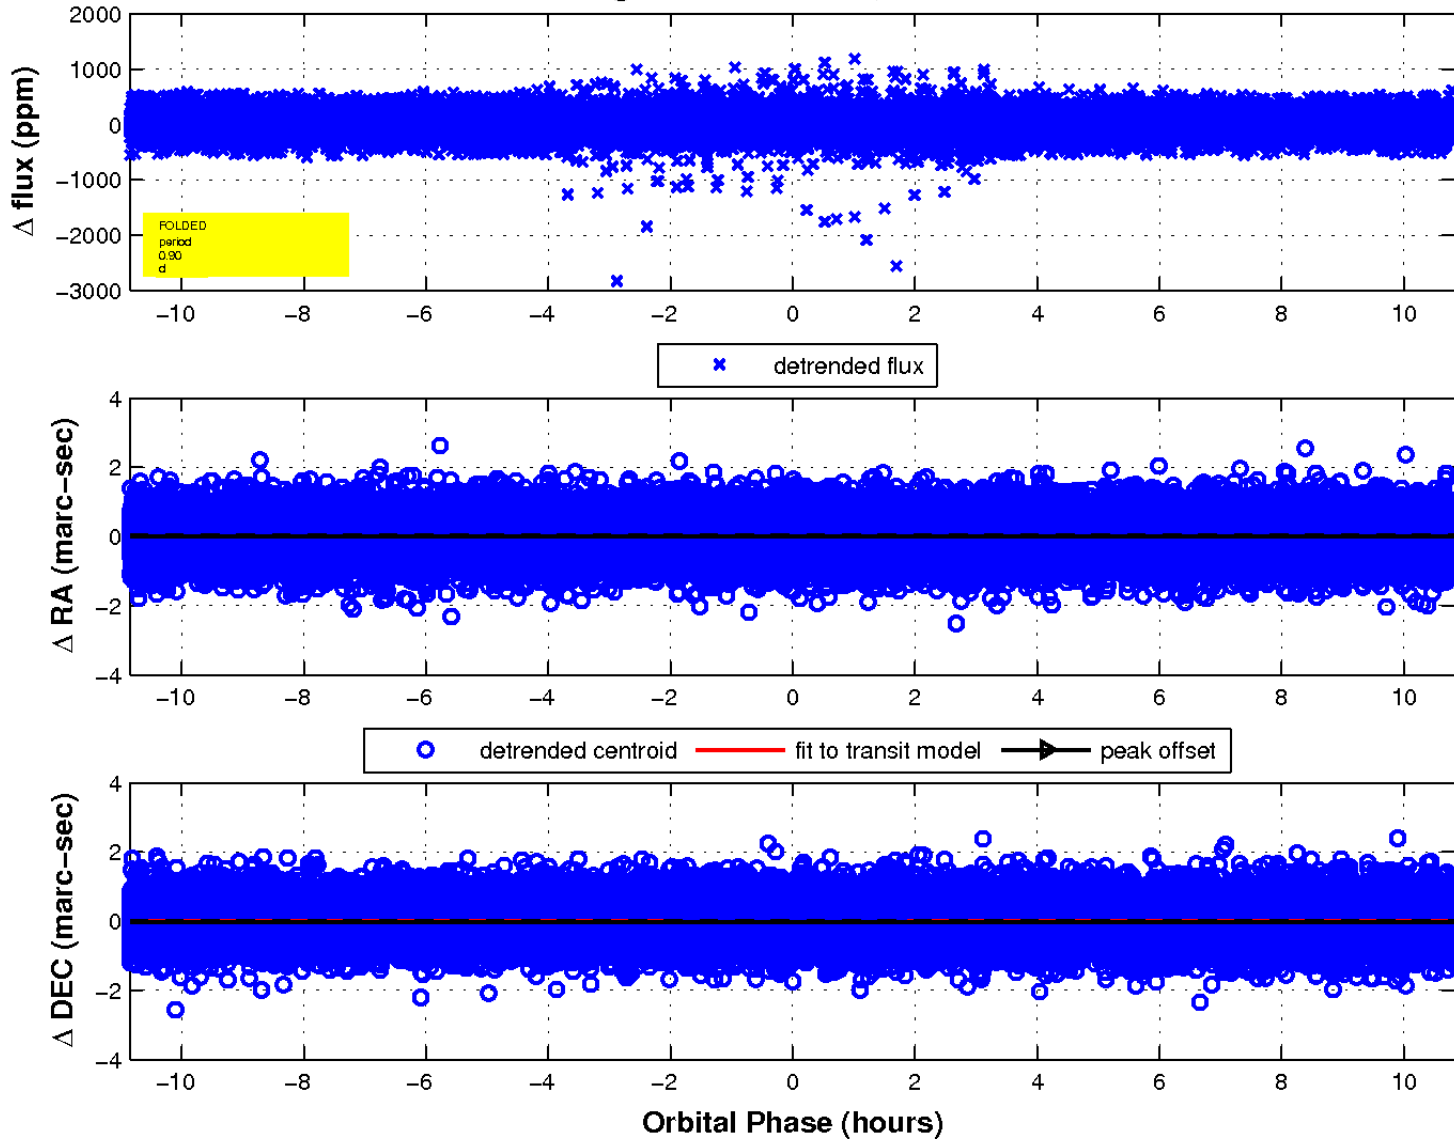 2000
1000
0
−1000
−2000
−3000
Δ flux (ppm)
FOLDED
period
0.90
d
−10 −8 −6 −4 −2 0 2 4 6 8 10
detrended flux
4
2
0
−2
−4
Δ RA (marc−sec)
−10 −8 −6 −4 −2 0 2 4 6 8 10
detrended centroid fit to transit model peak offset
4
2
0
−2
−4
Δ DEC (marc−sec)
−10 −8 −6 −4 −2 0 2 4 6 8 10
Orbital Phase (hours)